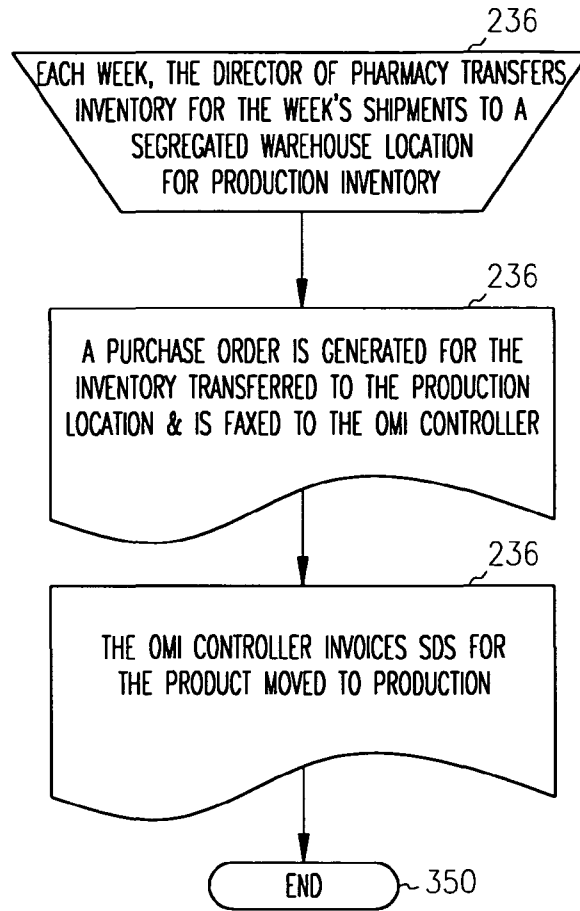 236
EACH WEEK, THE DIRECTOR OF PHARMACY TRANSFERS
INVENTORY FOR THE WEEK'S SHIPMENTS TO A
SEGREGATED WAREHOUSE LOCATION
FOR PRODUCTION INVENTORY
236
A PURCHASE ORDER IS GENERATED FOR THE
INVENTORY TRANSFERRED TO THE PRODUCTION
LOCATION & IS FAXED TO THE OMI CONTROLLER
236
THE OMI CONTROLLER INVOICES SDS FOR
THE PRODUCT MOVED TO PRODUCTION
END
350